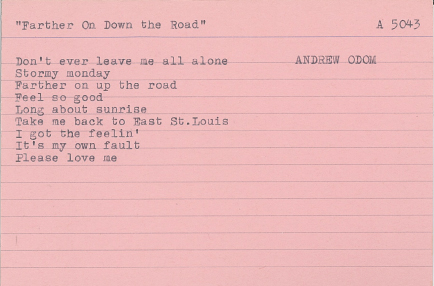 "Farther On Down the Road" A 5043
Don't ever leave me all alone ANDREW ODOM
Stormy monday
Farther on up the road
Feel so good
Long about sunrise
Take me back to East St.Louis
I got the feelin'
It's my own fault
Please love me